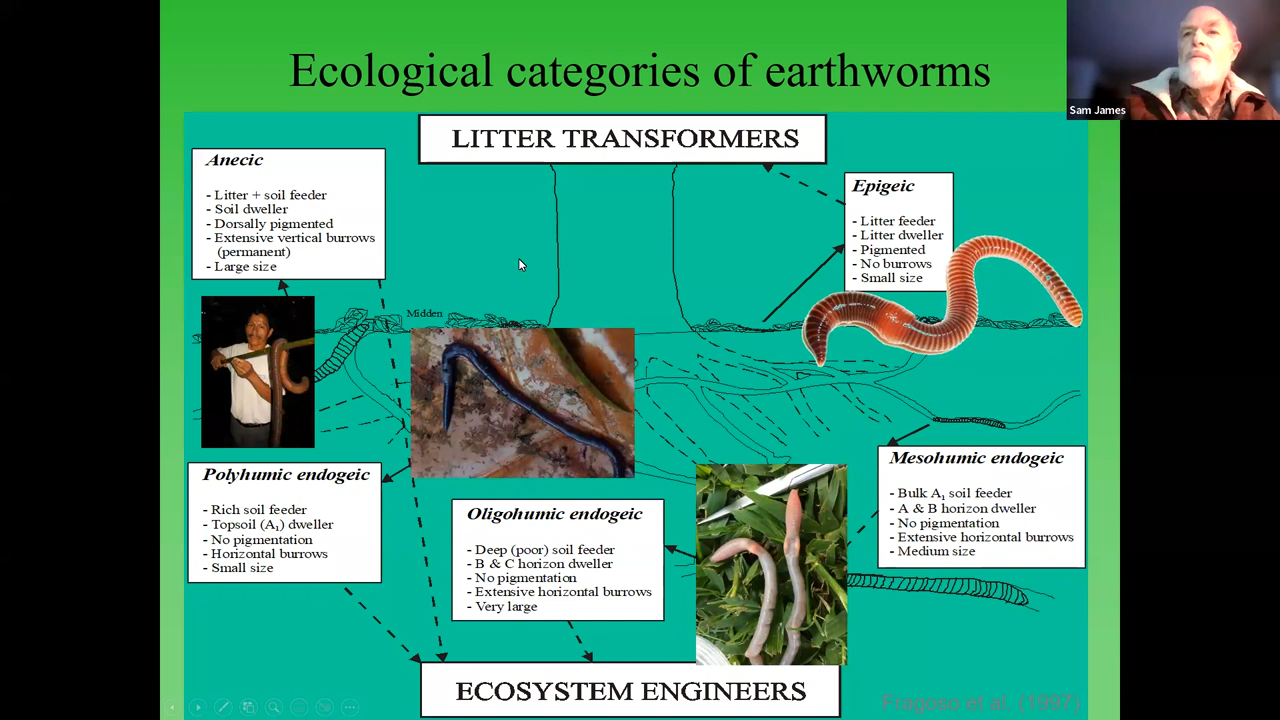 Ecological categories of earthworms
Sam James
LITTER TRANSFORMERS
Anecic
- Litter + soil feeder
- Soil dweller
- Dorsally pigmented
- Extensive vertical burrows
(permanent)
- Large size
Epigeic
- Litter feeder
- Litter dweller
- Pigmented
- No burrows
- Small size
Midden
Polyhumic endogeic
- Rich soil feeder
- Topsoil (A₁) dweller
- No pigmentation
- Horizontal burrows
- Small size
Oligohumic endogeic
- Deep (poor) soil feeder
- B & C horizon dweller
- No pigmentation
- Extensive horizontal burrows
- Very large
Mesohumic endogeic
- Bulk A₁ soil feeder
- A & B horizon dweller
- No pigmentation
- Extensive horizontal burrows
- Medium size
ECOSYSTEM ENGINEERS
Fragoso et al. (1997)